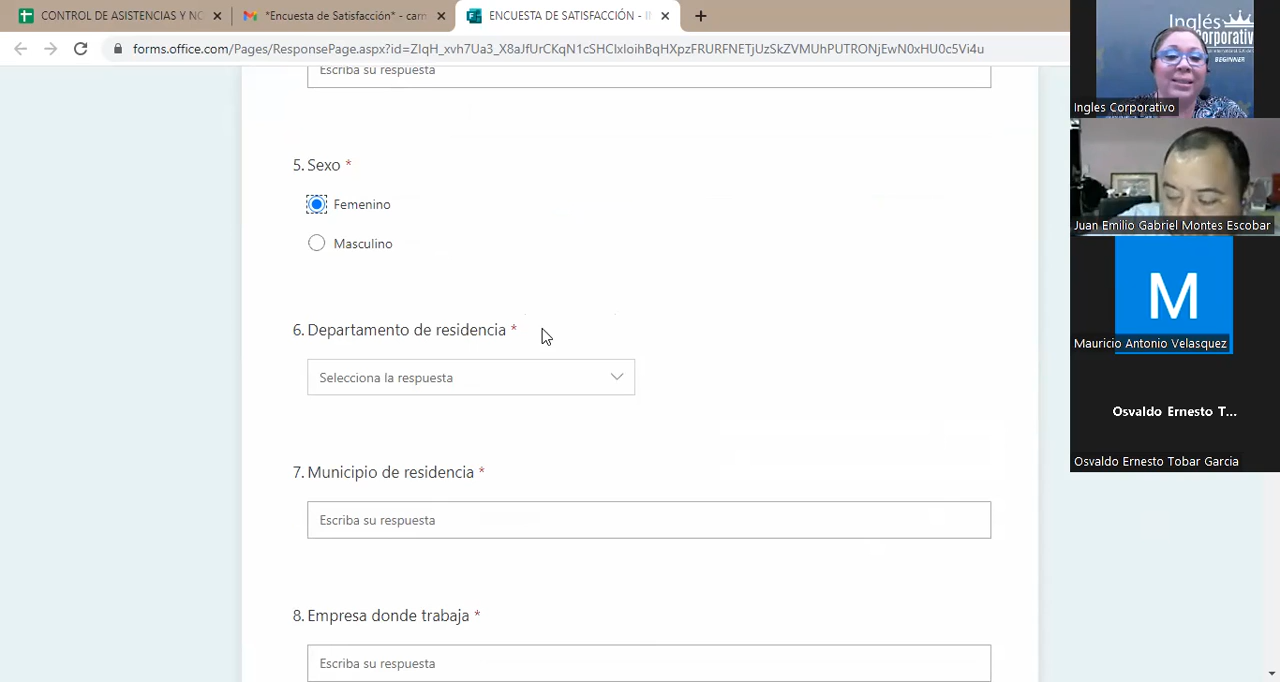 CONTROL DE ASISTENCIAS Y NO
*Encuesta de Satisfacción* - carm
ENCUESTA DE SATISFACCIÓN - I
forms.office.com/Pages/ResponsePage.aspx?id=ZIqH_xvh7Ua3_X8aJfUrCKqN1cSHCIxIoihBqHXpzFRURFNETjUzSkZVMUhPUTRONjEwN0xHU0c5Vi4u
Escriba su respuesta
5. Sexo *
Femenino
Masculino
6. Departamento de residencia *
Selecciona la respuesta
7. Municipio de residencia *
Escriba su respuesta
8. Empresa donde trabaja *
Escriba su respuesta
Inglés
Corporativo
BEGINNER
Ingles Corporativo
Juan Emilio Gabriel Montes Escobar
M
Mauricio Antonio Velasquez
Osvaldo Ernesto T...
Osvaldo Ernesto Tobar Garcia